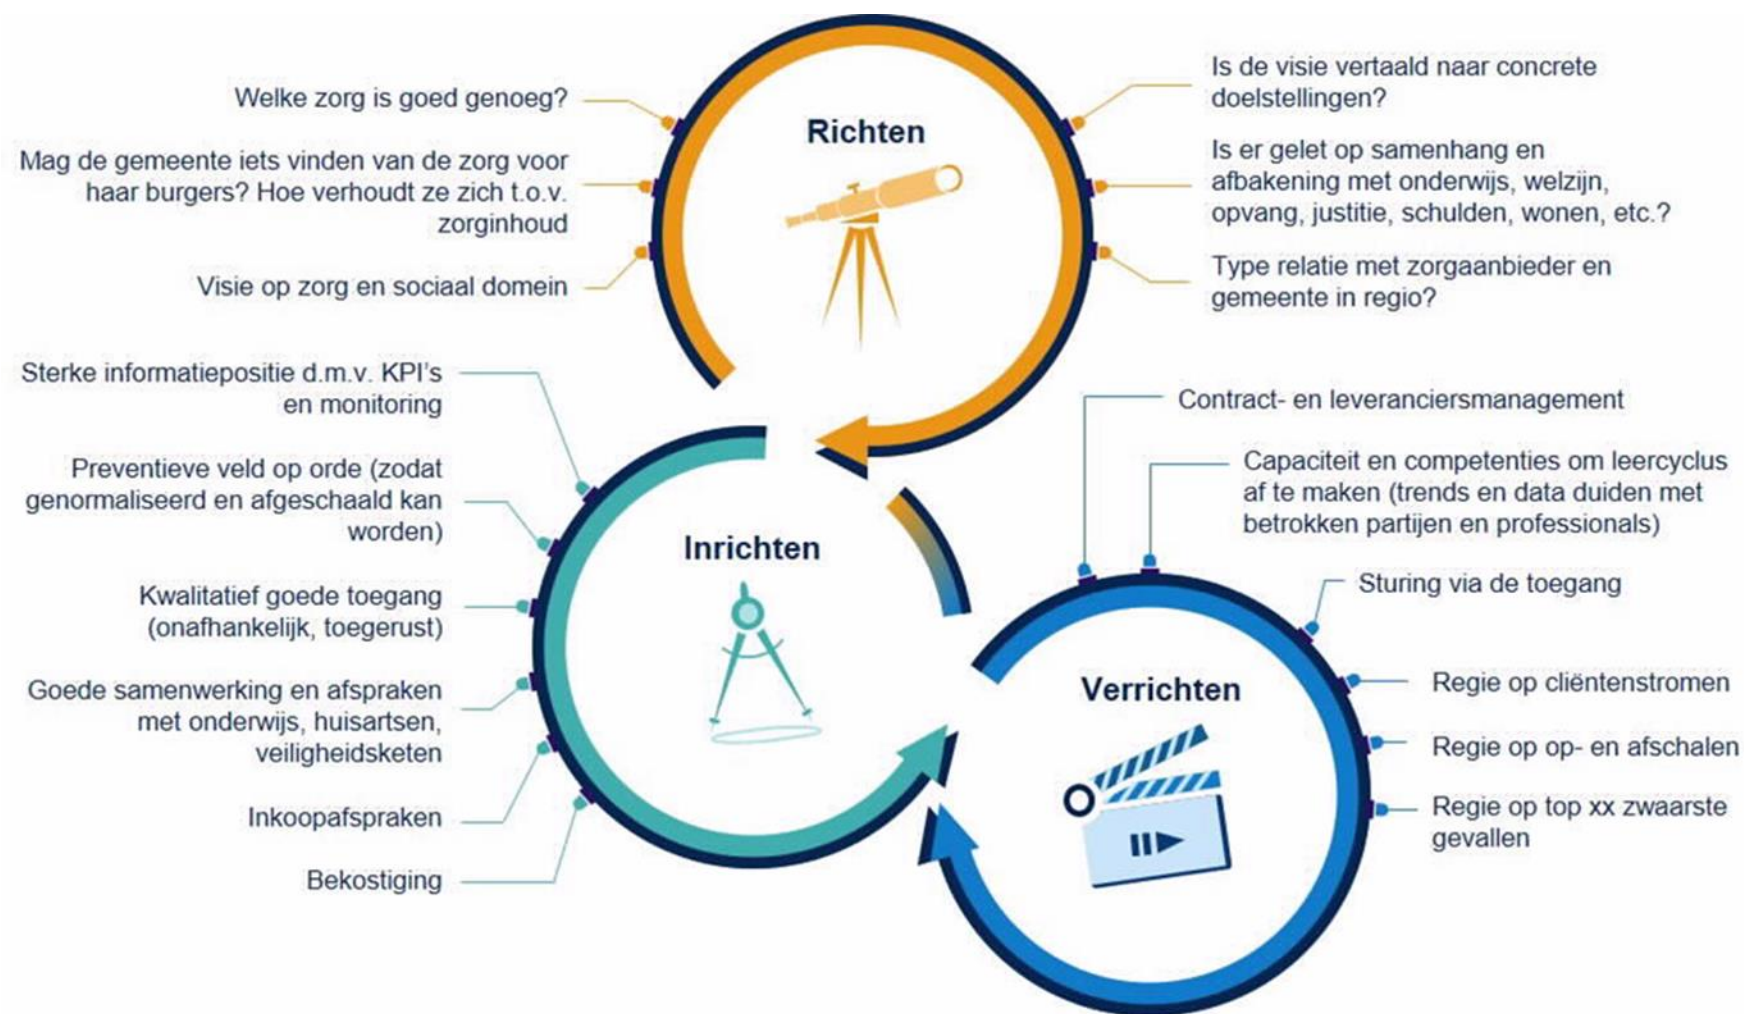 Richten
Welke zorg is goed genoeg?
Mag de gemeente iets vinden van de zorg voor
haar burgers? Hoe verhoudt ze zich t.o.v.
zorginhoud
Visie op zorg en sociaal domein
Is de visie vertaald naar concrete
doelstellingen?
Is er gelet op samenhang en
afbakening met onderwijs, welzijn,
opvang, justitie, schulden, wonen, etc.?
Type relatie met zorgaanbieder en
gemeente in regio?
Inrichten
Sterke informatiepositie d.m.v. KPI's
en monitoring
Preventieve veld op orde (zodat
genormaliseerd en afgeschaald kan
worden)
Kwalitatief goede toegang
(onafhankelijk, toegerust)
Goede samenwerking en afspraken
met onderwijs, huisartsen,
veiligheidsketen
Inkoopafspraken
Bekostiging
Verrichten
Contract- en leveranciersmanagement
Capaciteit en competenties om leercyclus
af te maken (trends en data duiden met
betrokken partijen en professionals)
Sturing via de toegang
Regie op cliëntenstromen
Regie op op- en afschalen
Regie op top xx zwaarste
gevallen